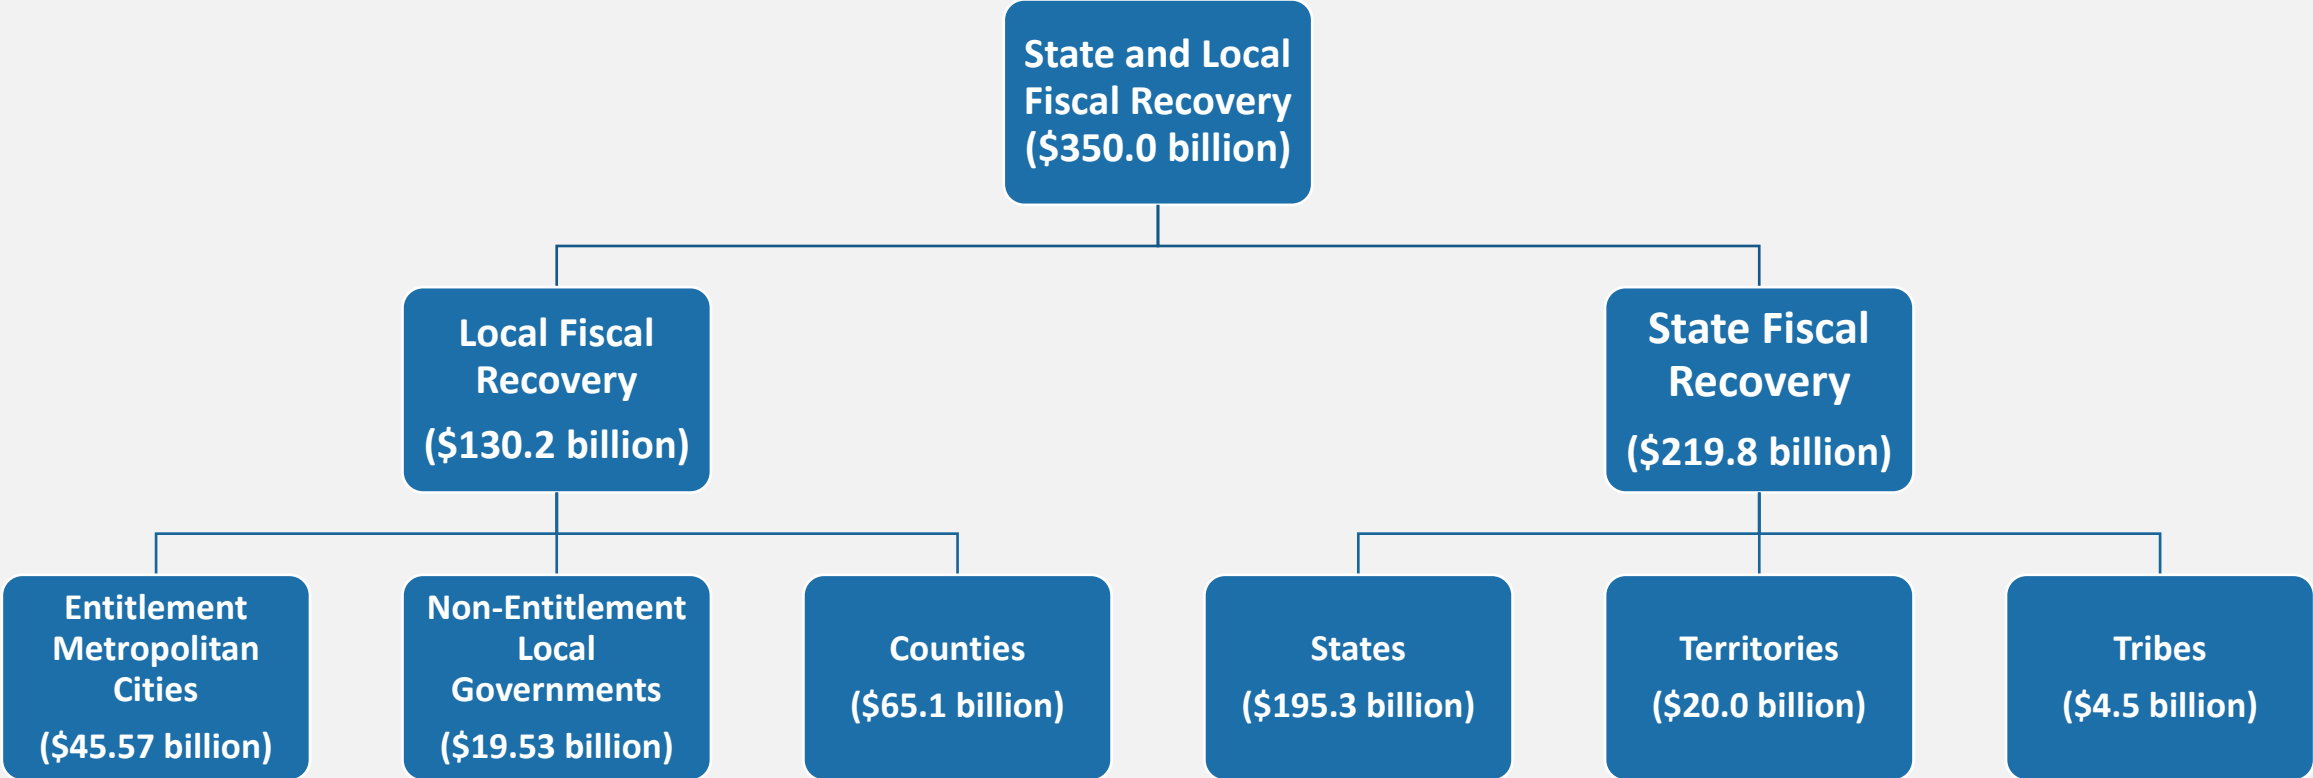 State and Local
Fiscal Recovery
($350.0 billion)
Local Fiscal
Recovery
($130.2 billion)
State Fiscal
Recovery
($219.8 billion)
Entitlement
Metropolitan
Cities
($45.57 billion)
Non-Entitlement
Local
Governments
($19.53 billion)
Counties
($65.1 billion)
States
($195.3 billion)
Territories
($20.0 billion)
Tribes
($4.5 billion)